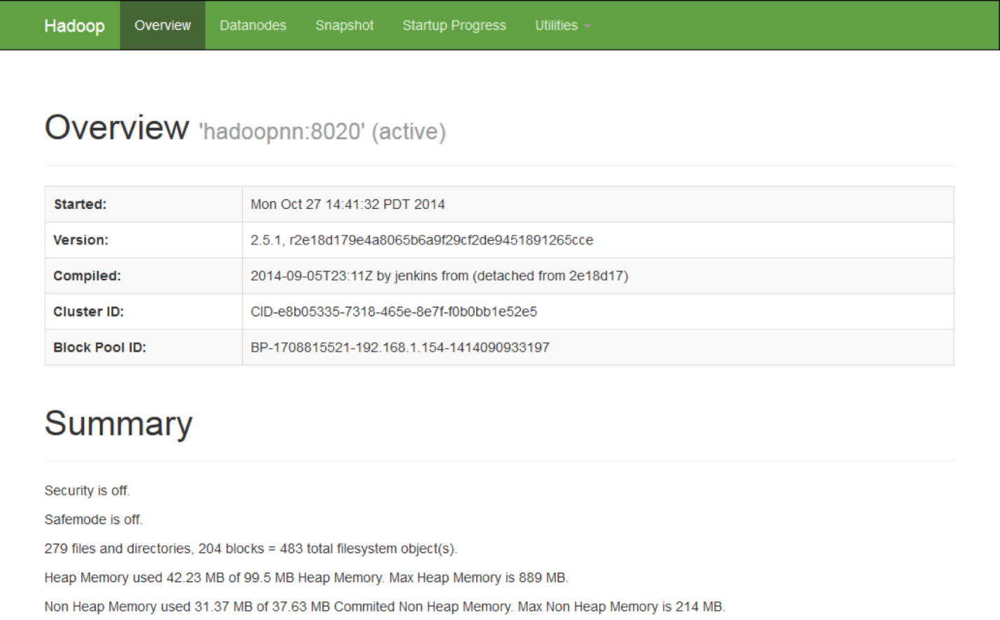 Hadoop Overview Datanodes Snapshot Startup Progress Utilities
Overview 'hadoopnn:8020' (active)
Started: Mon Oct 27 14:41:32 PDT 2014
Version: 2.5.1, r2e18d179e4a8065b6a9f29cf2de9451891265cce
Compiled: 2014-09-05T23:11Z by jenkins from (detached from 2e18d17)
Cluster ID: CID-e8b05335-7318-465e-8e7f-f0b0bb1e52e5
Block Pool ID: BP-1708815521-192.168.1.154-1414090933197
Summary
Security is off.
Safemode is off.
279 files and directories, 204 blocks = 483 total filesystem object(s).
Heap Memory used 42.23 MB of 99.5 MB Heap Memory. Max Heap Memory is 889 MB.
Non Heap Memory used 31.37 MB of 37.63 MB Commited Non Heap Memory. Max Non Heap Memory is 214 MB.